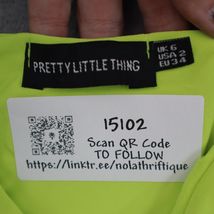 PRETTY LITTLE THING
UK 6
USA 2
EU 34
15102
Scan QR Code
TO FOLLOW
https://linktr.ee/nolathriftique